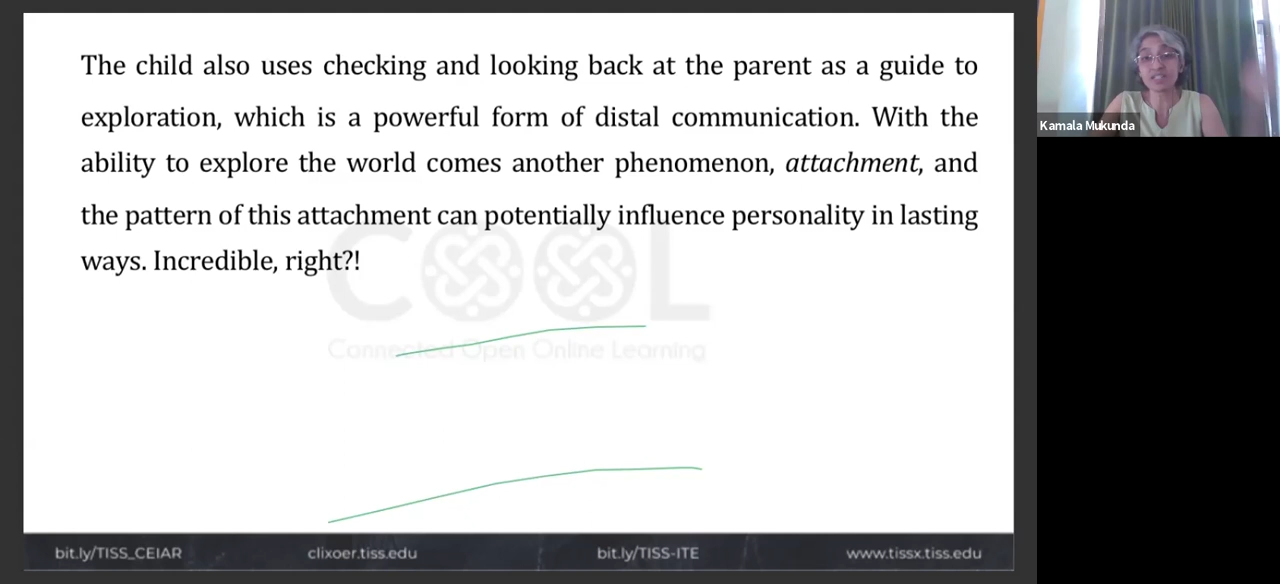 The child also uses checking and looking back at the parent as a guide to
exploration, which is a powerful form of distal communication. With the
ability to explore the world comes another phenomenon, attachment, and
the pattern of this attachment can potentially influence personality in lasting
ways. Incredible, right?!
COOL
Connected Open Online Learning
bit.ly/TISS_CEIAR
clixoer.tiss.edu
bit.ly/TISS-ITE
www.tissx.tiss.edu
Kamala Mukunda